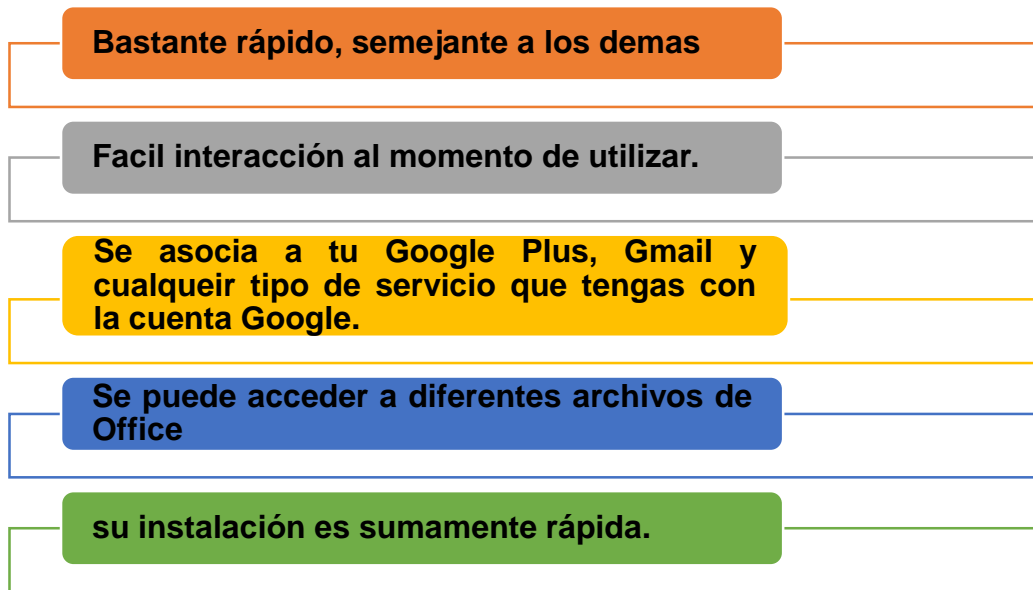 Bastante rápido, semejante a los demas
Facil interacción al momento de utilizar.
Se asocia a tu Google Plus, Gmail y
cualqueir tipo de servicio que tengas con
la cuenta Google.
Se puede acceder a diferentes archivos de
Office
su instalación es sumamente rápida.